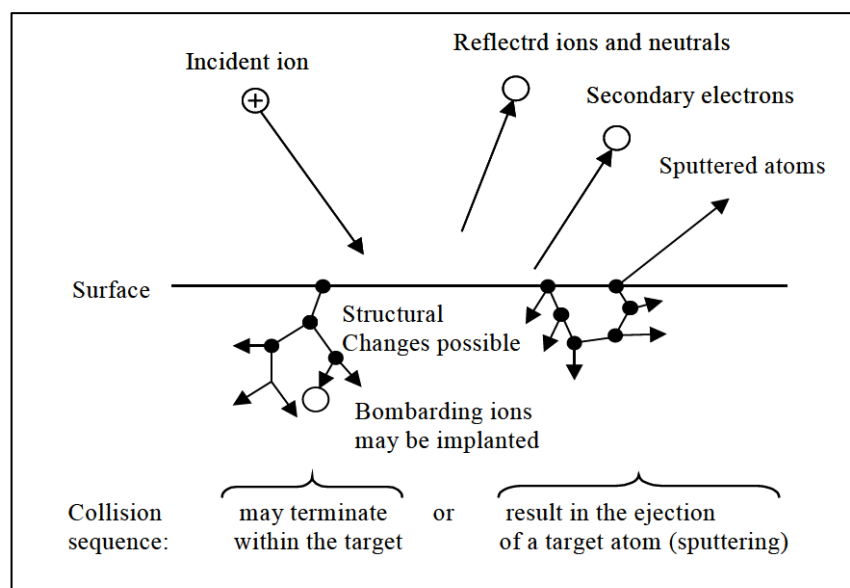 Reflectrd ions and neutrals
Incident ion
+
Secondary electrons
Sputtered atoms
Surface
Structural
Changes possible
Bombarding ions
may be implanted
Collision may terminate or result in the ejection
sequence: within the target of a target atom (sputtering)